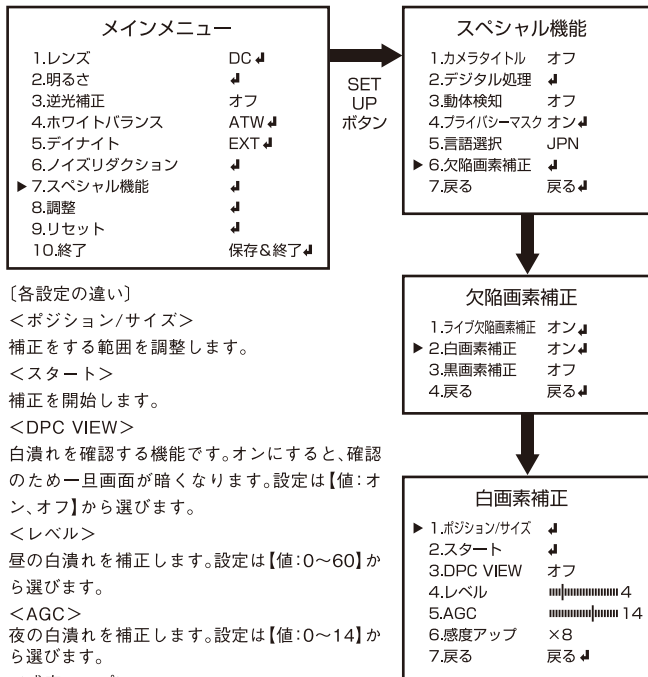 メインメニュー
1.レンズ DC↲
2.明るさ ↲
3.逆光補正 オフ
4.ホワイトバランス ATW↲
5.デイナイト EXT↲
6.ノイズリダクション ↲
▶ 7.スペシャル機能 ↲
8.調整 ↲
9.リセット ↲
10.終了 保存&終了↲
SET
UP
ボタン
スペシャル機能
1.カメラタイトル オフ
2.デジタル処理 ↲
3.動体検知 オフ
4.プライバシーマスク オン↲
5.言語選択 JPN
▶ 6.欠陥画素補正 ↲
7.戻る 戻る↲
欠陥画素補正
1.ライブ欠陥画素補正 オン↲
▶ 2.白画素補正 オン↲
3.黒画素補正 オフ
4.戻る 戻る↲
白画素補正
▶ 1.ポジション/サイズ ↲
2.スタート ↲
3.DPC VIEW オフ
4.レベル 4
5.AGC 14
6.感度アップ ×8
7.戻る 戻る↲
〔各設定の違い〕
<ポジション/サイズ>
補正をする範囲を調整します。
<スタート>
補正を開始します。
<DPC VIEW>
白潰れを確認する機能です。オンにすると、確認
のため一旦画面が暗くなります。設定は【値:オ
ン、オフ】から選びます。
<レベル>
昼の白潰れを補正します。設定は【値:0〜60】か
ら選びます。
<AGC>
夜の白潰れを補正します。設定は【値:0〜14】か
ら選びます。